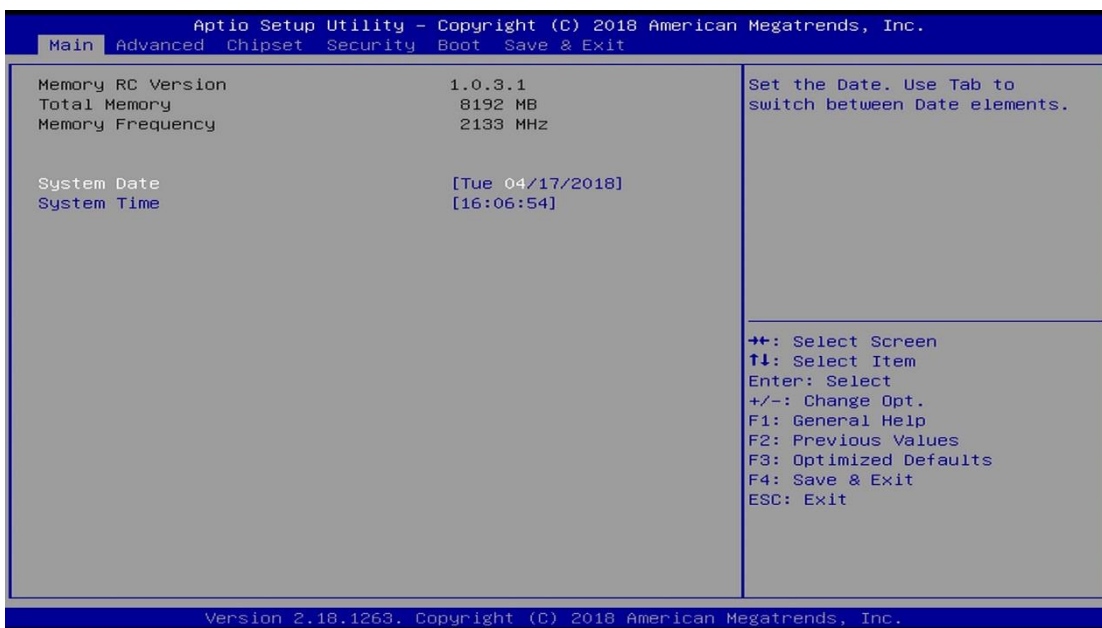 Aptio Setup Utility – Copyright (C) 2018 American Megatrends, Inc.
Main Advanced Chipset Security Boot Save & Exit
Memory RC Version 1.0.3.1
Total Memory 8192 MB
Memory Frequency 2133 MHz
System Date [Tue 04/17/2018]
System Time [16:06:54]
Set the Date. Use Tab to
switch between Date elements.
→←: Select Screen
↑↓: Select Item
Enter: Select
+/-: Change Opt.
F1: General Help
F2: Previous Values
F3: Optimized Defaults
F4: Save & Exit
ESC: Exit
Version 2.18.1263. Copyright (C) 2018 American Megatrends, Inc.